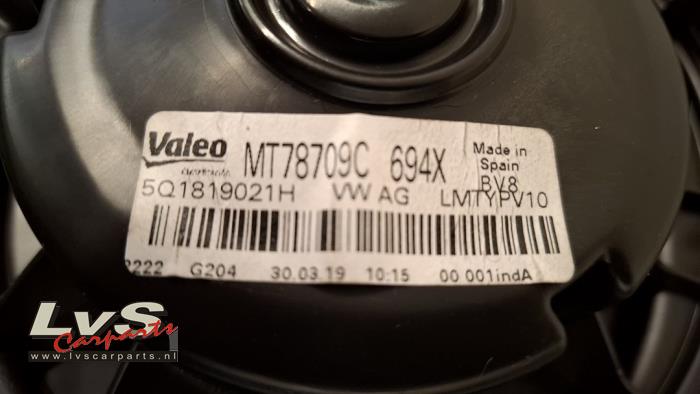 Valeo MT78709C 694X Made in
Spain
BV8
5Q1819021H VW AG LMTYPV10
2222 G204 30.03.19 10:15 00 001indA
LvS
Carparts
www.lvscarparts.nl